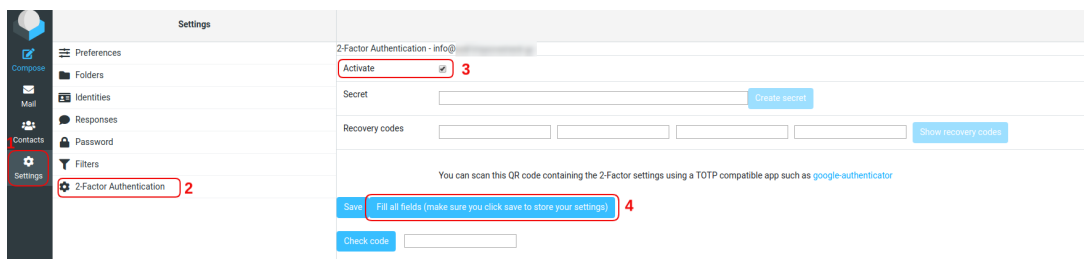 Compose
Mail
Contacts
1
Settings
Settings
Preferences
Folders
Identities
Responses
Password
Filters
2-Factor Authentication
2
2-Factor Authentication - info@
Activate
3
Secret
Create secret
Recovery codes
Show recovery codes
You can scan this QR code containing the 2-Factor settings using a TOTP compatible app such as google-authenticator
Save
Fill all fields (make sure you click save to store your settings)
4
Check code